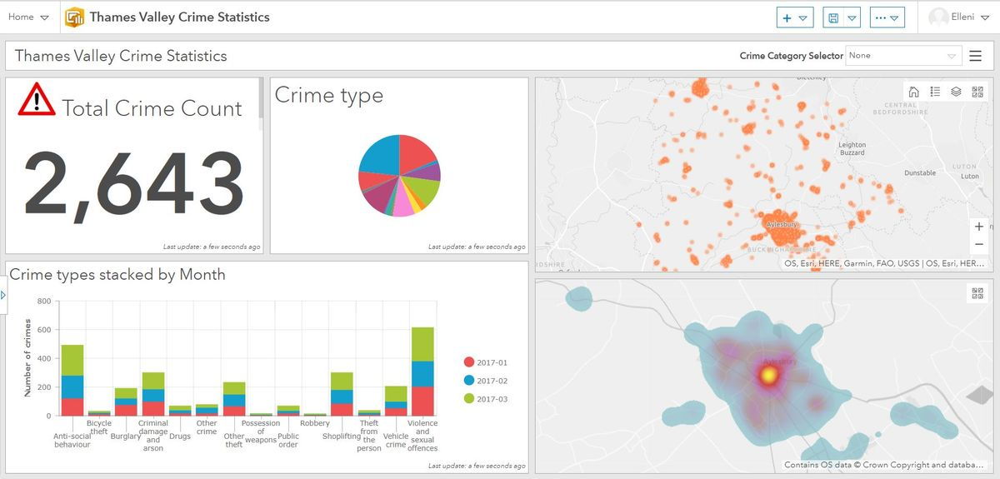 Home
Thames Valley Crime Statistics
Elleni
Thames Valley Crime Statistics
Crime Category Selector
None
Total Crime Count
2,643
Last update: a few seconds ago
Crime type
Last update: a few seconds ago
Bletchley
CENTRAL
BEDFORDSHIRE
Leighton
Buzzard
LUTON
Dunstable
Luton
Aylesbury
BUCKINGHAMSHIRE
OS, Esri, HERE, Garmin, FAO, USGS | OS, Esri, HER...
Crime types stacked by Month
Number of crimes
800
600
400
200
0
Anti-social
behaviour
Bicycle
theft
Burglary
Criminal
damage
and
arson
Drugs
Other
crime
Other
theft
Possession
of
weapons
Public
order
Robbery
Shoplifting
Theft
from
the
person
Vehicle
crime
Violence
and
sexual
offences
2017-01
2017-02
2017-03
Last update: a few seconds ago
Aylesbury
Contains OS data © Crown Copyright and databa...